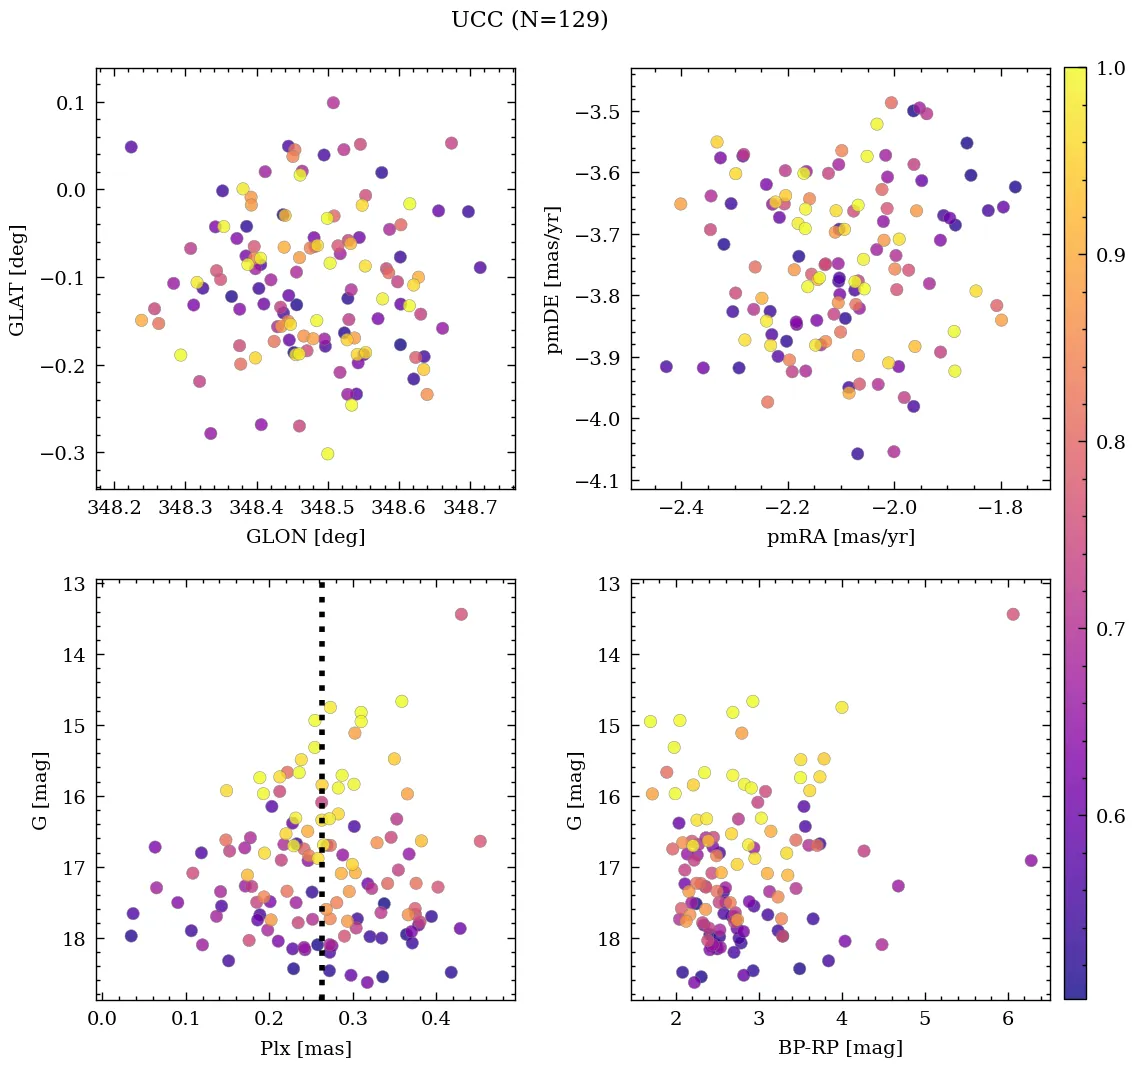 UCC (N=129)
0.1
0.0
−0.1
−0.2
−0.3
GLAT [deg]
348.2 348.3 348.4 348.5 348.6 348.7
GLON [deg]
−3.5
−3.6
−3.7
−3.8
−3.9
−4.0
−4.1
pmDE [mas/yr]
−2.4 −2.2 −2.0 −1.8
pmRA [mas/yr]
1.0
0.9
0.8
0.7
0.6
13
14
15
16
17
18
G [mag]
0.0 0.1 0.2 0.3 0.4
Plx [mas]
13
14
15
16
17
18
G [mag]
2 3 4 5 6
BP-RP [mag]